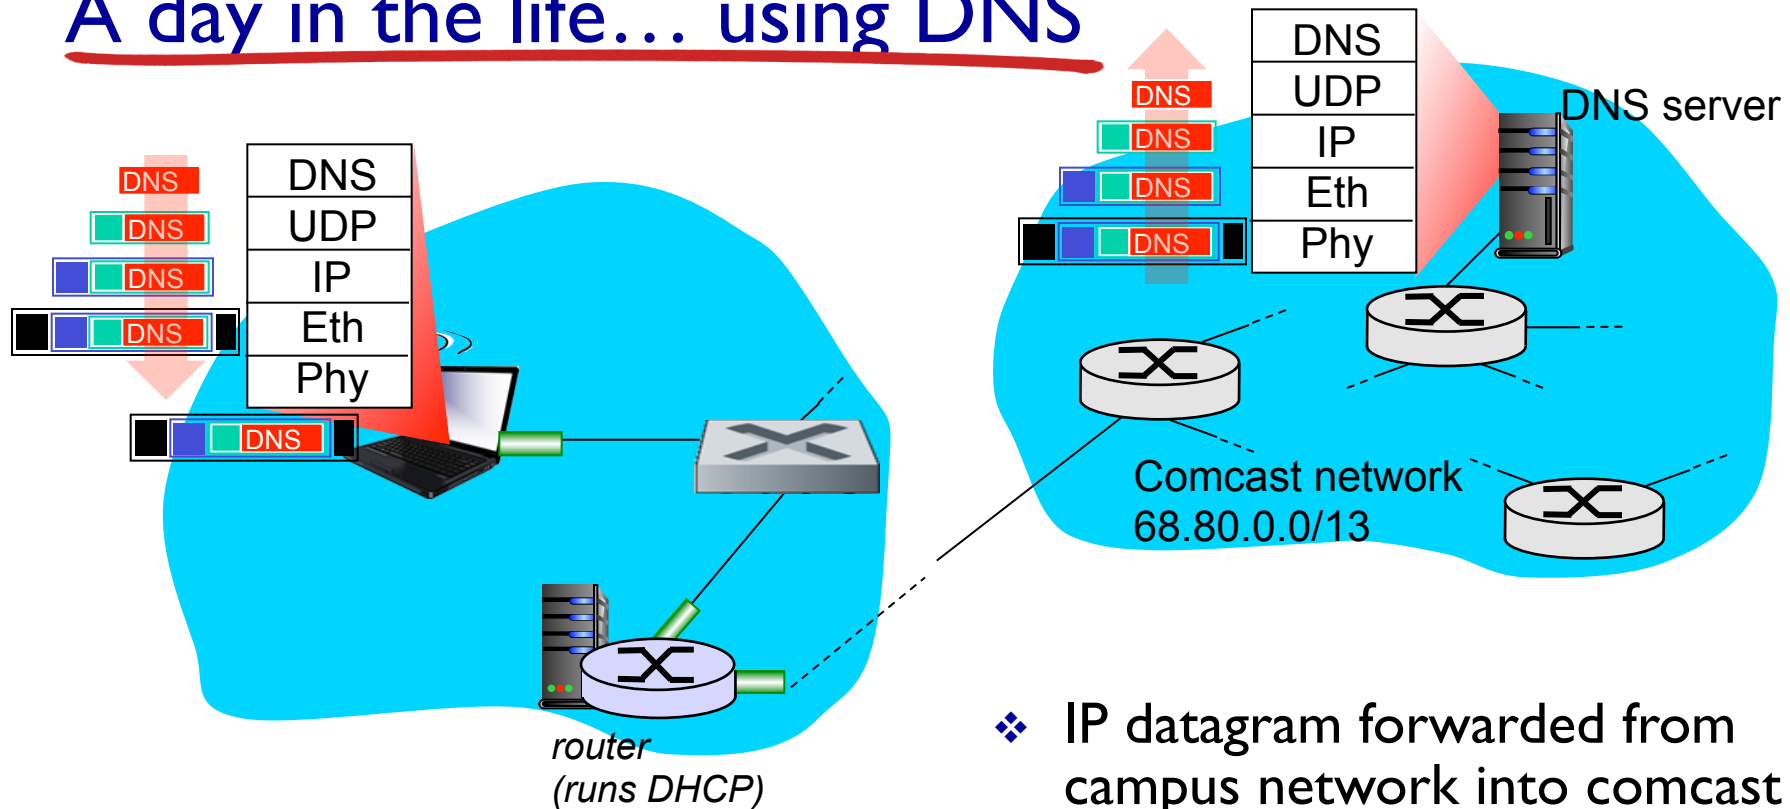 A day in the life… using DNS
DNS
DNS
DNS
DNS
DNS
DNS
UDP
IP
Eth
Phy
DNS
DNS
DNS
DNS
DNS
UDP
IP
Eth
Phy
DNS server
Comcast network
68.80.0.0/13
router
(runs DHCP)
❖ IP datagram forwarded from
campus network into comcast